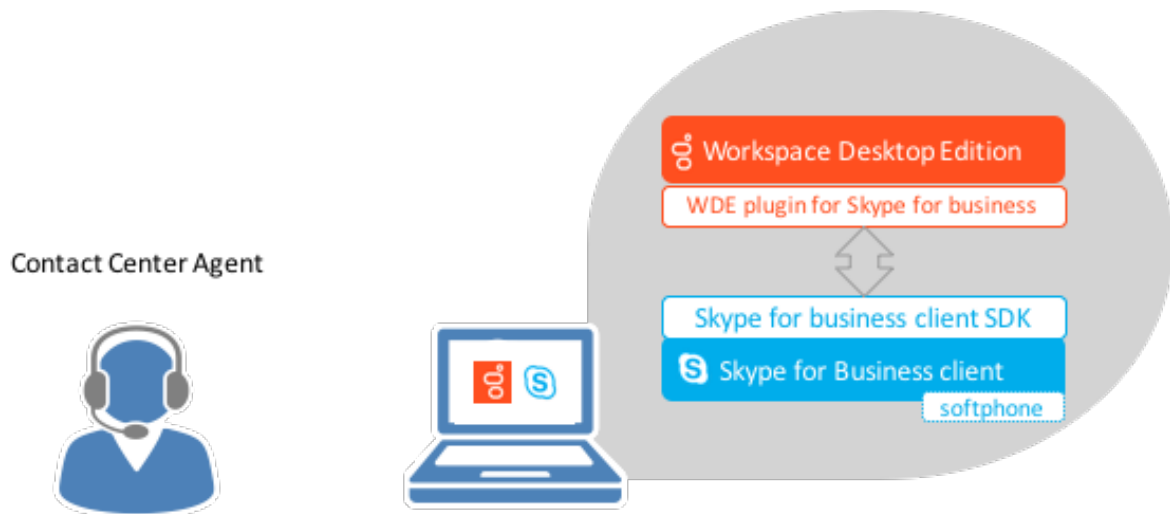 Workspace Desktop Edition
WDE plugin for Skype for business
Contact Center Agent
Skype for business client SDK
Skype for Business client
softphone